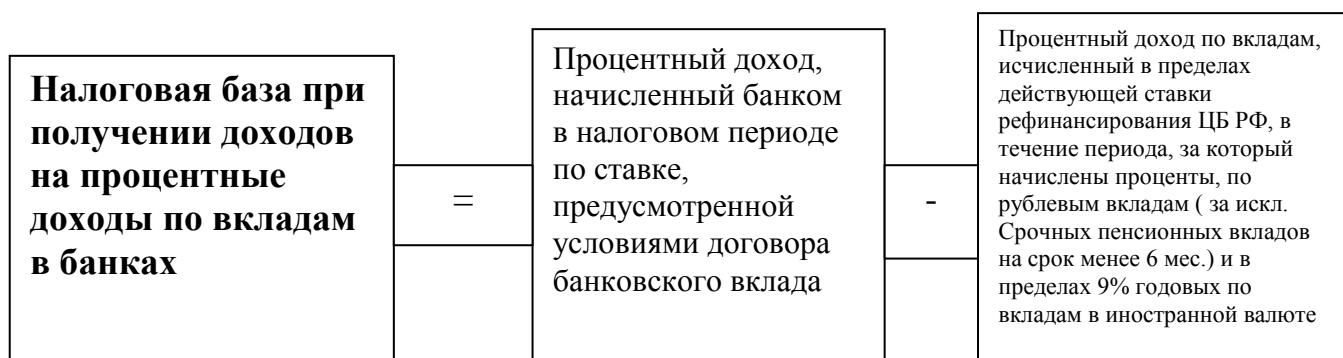 Налоговая база при
получении доходов
на процентные
доходы по вкладам
в банках
=
Процентный доход,
начисленный банком
в налоговом периоде
по ставке,
предусмотренной
условиями договора
банковского вклада
-
Процентный доход по вкладам,
исчисленный в пределах
действующей ставки
рефинансирования ЦБ РФ, в
течение периода, за который
начислены проценты, по
рублевым вкладам ( за искл.
Срочных пенсионных вкладов
на срок менее 6 мес.) и в
пределах 9% годовых по
вкладам в иностранной валюте